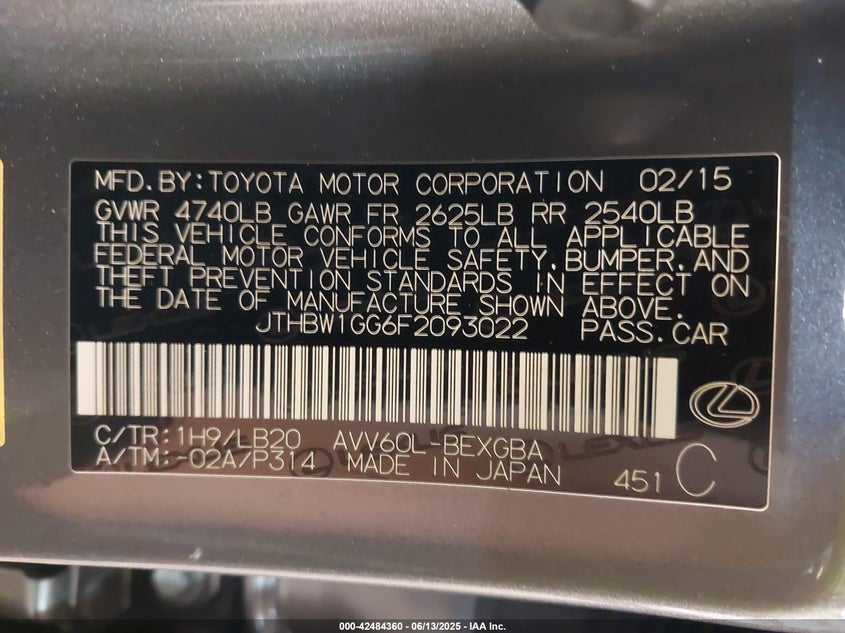 MFD.BY:TOYOTA MOTOR CORPORATION 02/15
GVWR 4740LB GAWR FR 2625LB RR 2540LB
THIS VEHICLE CONFORMS TO ALL APPLICABLE
FEDERAL MOTOR VEHICLE SAFETY,BUMPER,AND
THEFT PREVENTION STANDARDS IN EFFECT ON
THE DATE OF MANUFACTURE SHOWN ABOVE.
JTHBW1GG6F2093022 PASS.CAR
C/TR:1H9/LB20 AVV60L-BEXGBA
A/TM:-02A/P314 MADE IN JAPAN 451 C
000-42484360 - 06/13/2025 - IAA Inc.